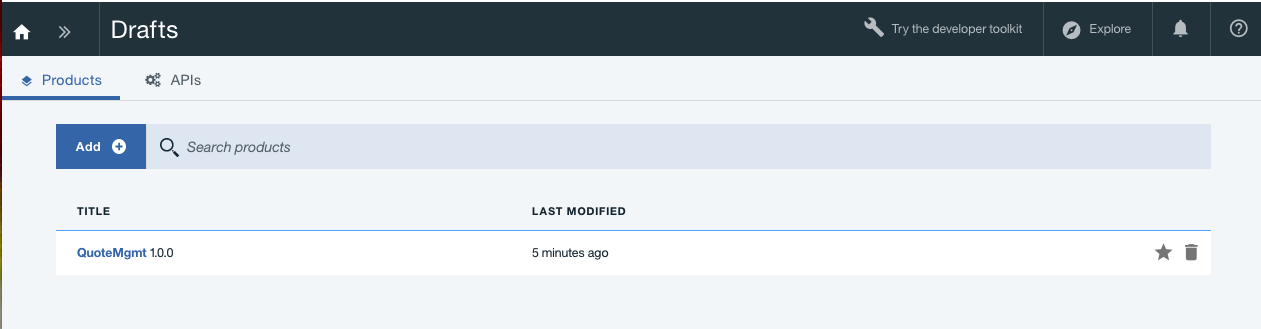 Drafts
Try the developer toolkit
Explore
Products
APIs
Add
Search products
TITLE LAST MODIFIED
QuoteMgmt 1.0.0 5 minutes ago